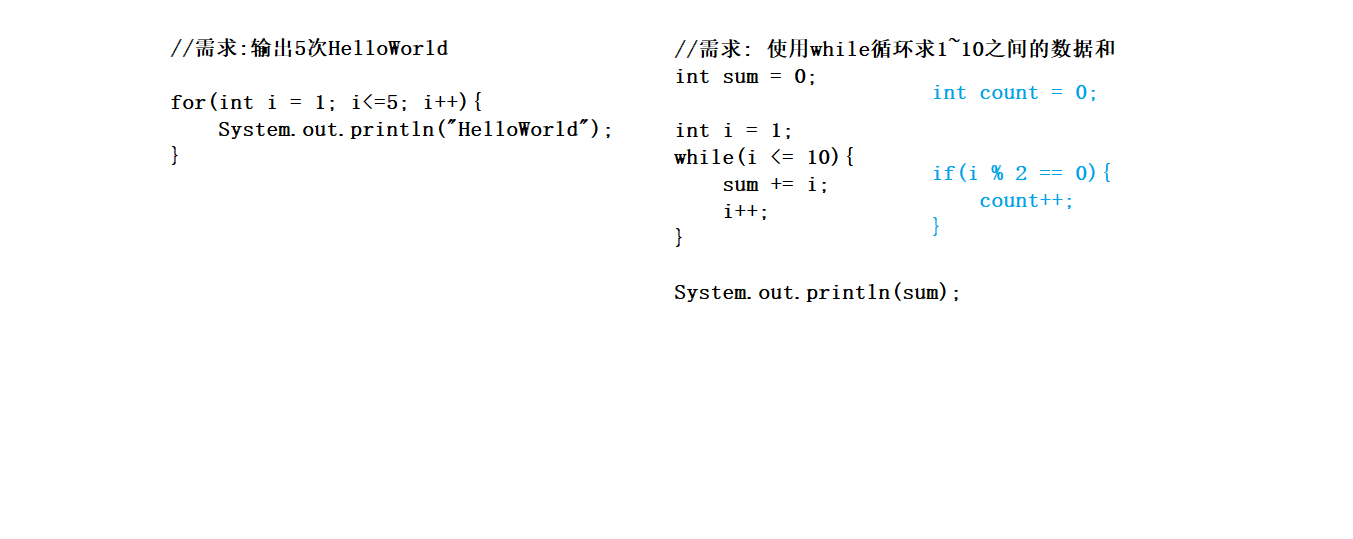 //需求:输出5次HelloWorld
for(int i = 1; i<=5; i++){
    System.out.println("HelloWorld");
}
//需求: 使用while循环求1~10之间的数据和
int sum = 0;
int i = 1;
while(i <= 10){
    sum += i;
    i++;
}
System.out.println(sum);
int count = 0;
if(i % 2 == 0){
    count++;
}